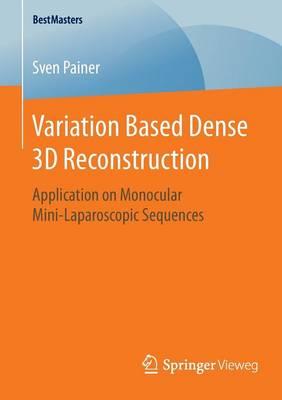 BestMasters
Sven Painer
Variation Based Dense
3D Reconstruction
Application on Monocular
Mini-Laparoscopic Sequences
Springer Vieweg